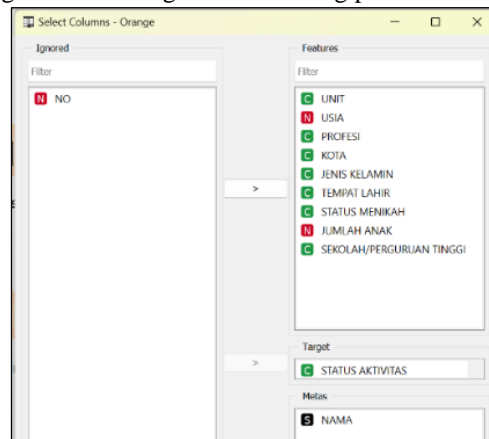 Select Columns - Orange
Ignored
Filter
N NO
>
Features
Filter
C UNIT
N USIA
C PROFESI
C KOTA
C JENIS KELAMIN
C TEMPAT LAHIR
C STATUS MENIKAH
N JUMLAH ANAK
C SEKOLAH/PERGURUAN TINGGI
>
Target
C STATUS AKTIVITAS
Metas
S NAMA